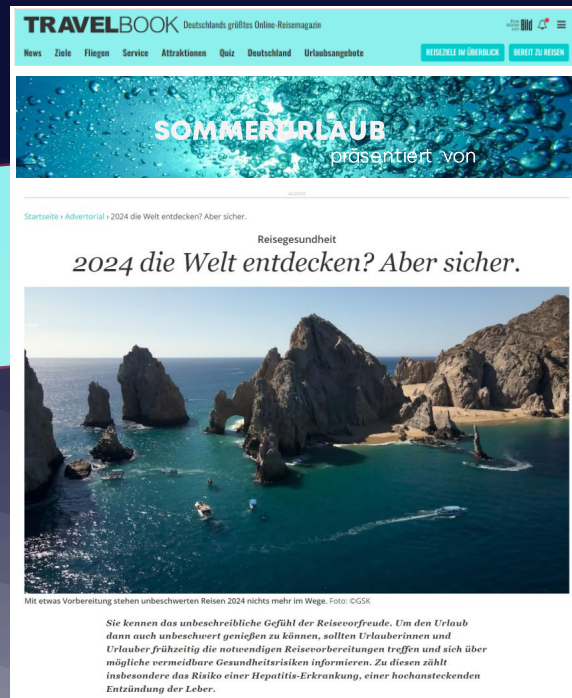 TRAVELBOOK Deutschlands größtes Online-Reisemagazin
Bild
News Ziele Fliegen Service Attraktionen Quiz Deutschland Urlaubsangebote
REISEZIELE IM ÜBERBLICK BEREIT ZU REISEN
SOMMERURLAUB
präsentiert von
ANZEIGE
Startseite › Advertorial › 2024 die Welt entdecken? Aber sicher.
Reisegesundheit
2024 die Welt entdecken? Aber sicher.
Mit etwas Vorbereitung stehen unbeschwerten Reisen 2024 nichts mehr im Wege. Foto: ©GSK
Sie kennen das unbeschreibliche Gefühl der Reisevorfreude. Um den Urlaub
dann auch unbeschwert genießen zu können, sollten Urlauberinnen und
Urlauber frühzeitig die notwendigen Reisevorbereitungen treffen und sich über
mögliche vermeidbare Gesundheitsrisiken informieren. Zu diesen zählt
insbesondere das Risiko einer Hepatitis-Erkrankung, einer hochansteckenden
Entzündung der Leber.